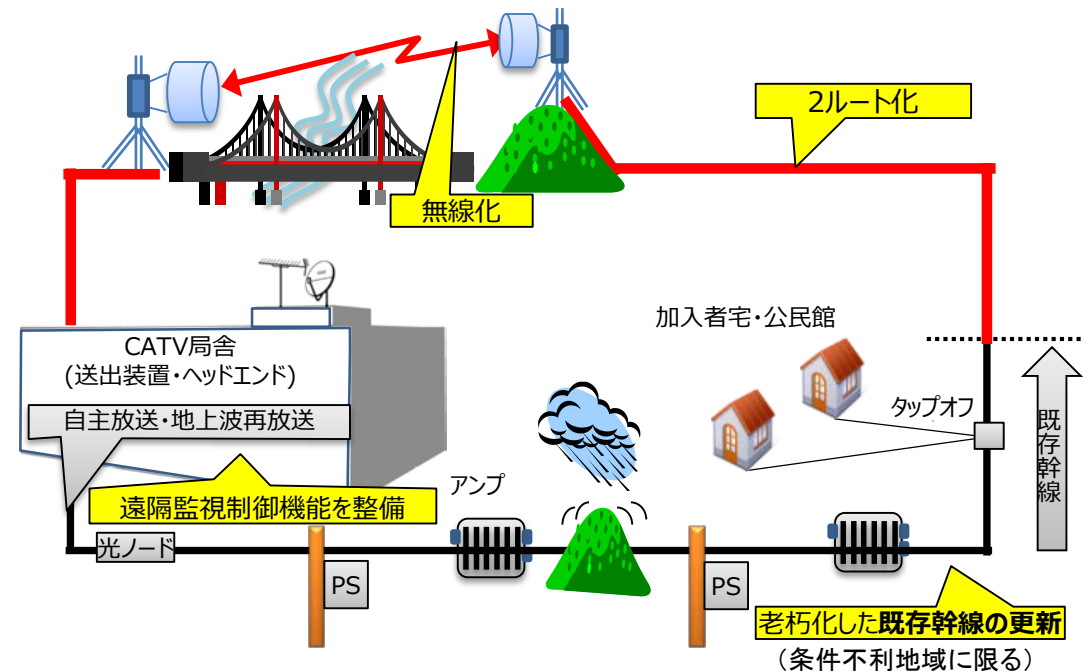 2ルート化
無線化
加入者宅・公民館
CATV局舎
(送出装置・ヘッドエンド)
自主放送・地上波再放送
タップオフ
既存幹線
アンプ
遠隔監視制御機能を整備
光ノード
PS
PS
老朽化した既存幹線の更新
（条件不利地域に限る）